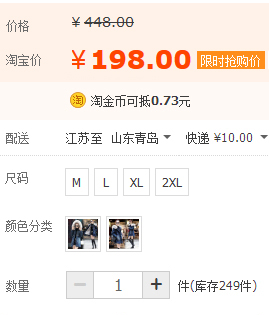 价格 ¥ 448.00
淘宝价 ¥ 198.00 限时抢购价
淘 淘金币可抵0.73元
配送 江苏至 山东青岛 快递 ¥10.00
尺码 M L XL 2XL
颜色分类
数量 − 1 + 件(库存249件)